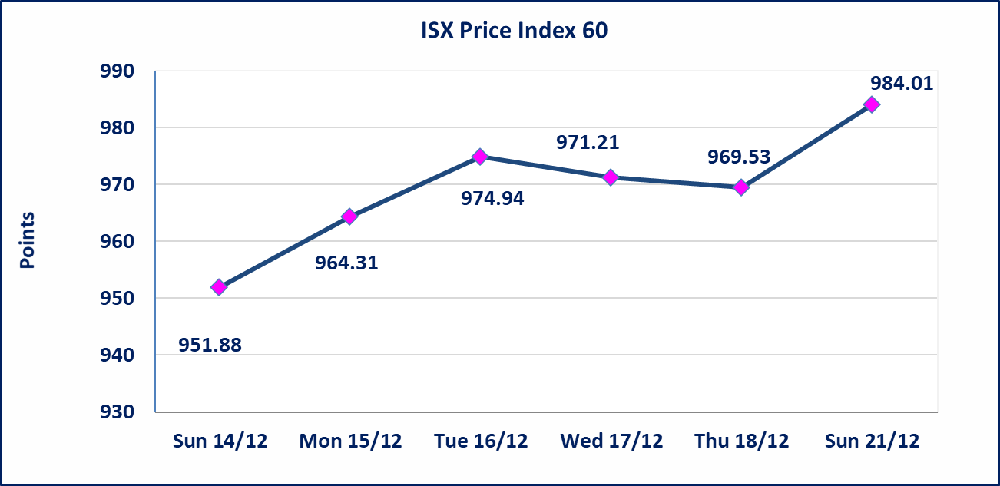 ISX Price Index 60
Points
990
980
970
960
950
940
930
951.88
964.31
974.94
971.21
969.53
984.01
Sun 14/12
Mon 15/12
Tue 16/12
Wed 17/12
Thu 18/12
Sun 21/12